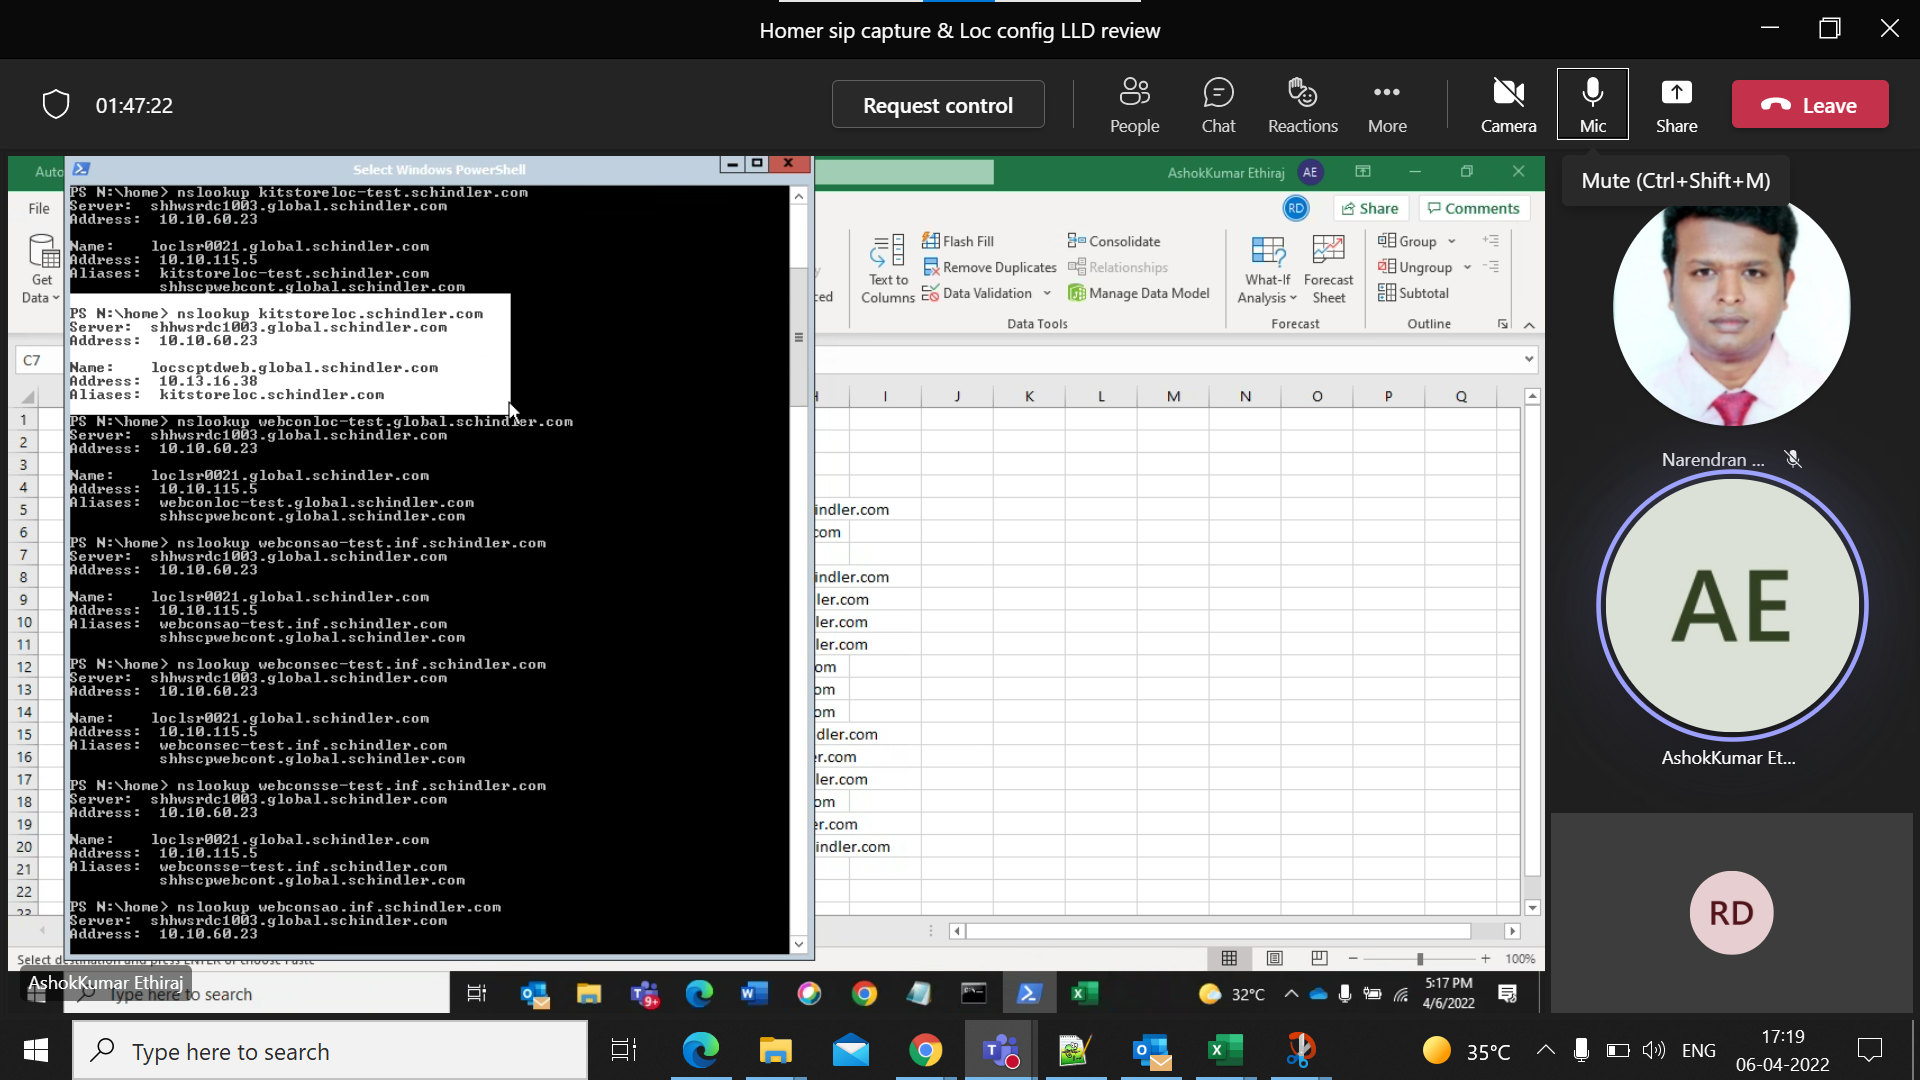 Homer sip capture & Loc config LLD review
01:47:22
Request control
People
Chat
Reactions
More
Camera
Mic
Share
Leave
Mute (Ctrl+Shift+M)
Auto
Select Windows PowerShell
AshokKumar Ethiraj
AE
File
RD
Share
Comments
Get
Data
PS N:\home> nslookup kitstoreloc-test.schindler.com
Server: shhwsrdc1003.global.schindler.com
Address: 10.10.60.23
Name: loclsr0021.global.schindler.com
Address: 10.10.115.5
Aliases: kitstoreloc-test.schindler.com
shhscpwebcont.global.schindler.com
PS N:\home> nslookup kitstoreloc.schindler.com
Server: shhwsrdc1003.global.schindler.com
Address: 10.10.60.23
Name: locscptdweb.global.schindler.com
Address: 10.13.16.38
Aliases: kitstoreloc.schindler.com
PS N:\home> nslookup webconloc-test.global.schindler.com
Server: shhwsrdc1003.global.schindler.com
Address: 10.10.60.23
Name: loclsr0021.global.schindler.com
Address: 10.10.115.5
Aliases: webconloc-test.global.schindler.com
shhscpwebcont.global.schindler.com
PS N:\home> nslookup webconsao-test.inf.schindler.com
Server: shhwsrdc1003.global.schindler.com
Address: 10.10.60.23
Name: loclsr0021.global.schindler.com
Address: 10.10.115.5
Aliases: webconsao-test.inf.schindler.com
shhscpwebcont.global.schindler.com
PS N:\home> nslookup webconsec-test.inf.schindler.com
Server: shhwsrdc1003.global.schindler.com
Address: 10.10.60.23
Name: loclsr0021.global.schindler.com
Address: 10.10.115.5
Aliases: webconsec-test.inf.schindler.com
shhscpwebcont.global.schindler.com
PS N:\home> nslookup webconsse-test.inf.schindler.com
Server: shhwsrdc1003.global.schindler.com
Address: 10.10.60.23
Name: loclsr0021.global.schindler.com
Address: 10.10.115.5
Aliases: webconsse-test.inf.schindler.com
shhscpwebcont.global.schindler.com
PS N:\home> nslookup webconsao.inf.schindler.com
Server: shhwsrdc1003.global.schindler.com
Address: 10.10.60.23
Text to
Columns
Flash Fill
Remove Duplicates
Data Validation
Consolidate
Relationships
Manage Data Model
Data Tools
What-If
Analysis
Forecast
Sheet
Forecast
Group
Ungroup
Subtotal
Outline
C7
I J K L M N O P Q
1
2
3
4
5
indler.com
6
com
7
8
indler.com
9
ler.com
10
ler.com
11
ler.com
12
om
13
om
14
om
15
dler.com
16
er.com
17
ler.com
18
om
19
er.com
20
indler.com
21
22
23
100%
AshokKumar Ethiraj
Type here to search
32°C
5:17 PM
4/6/2022
Narendran ...
AE
AshokKumar Et...
RD
Type here to search
35°C
ENG
17:19
06-04-2022